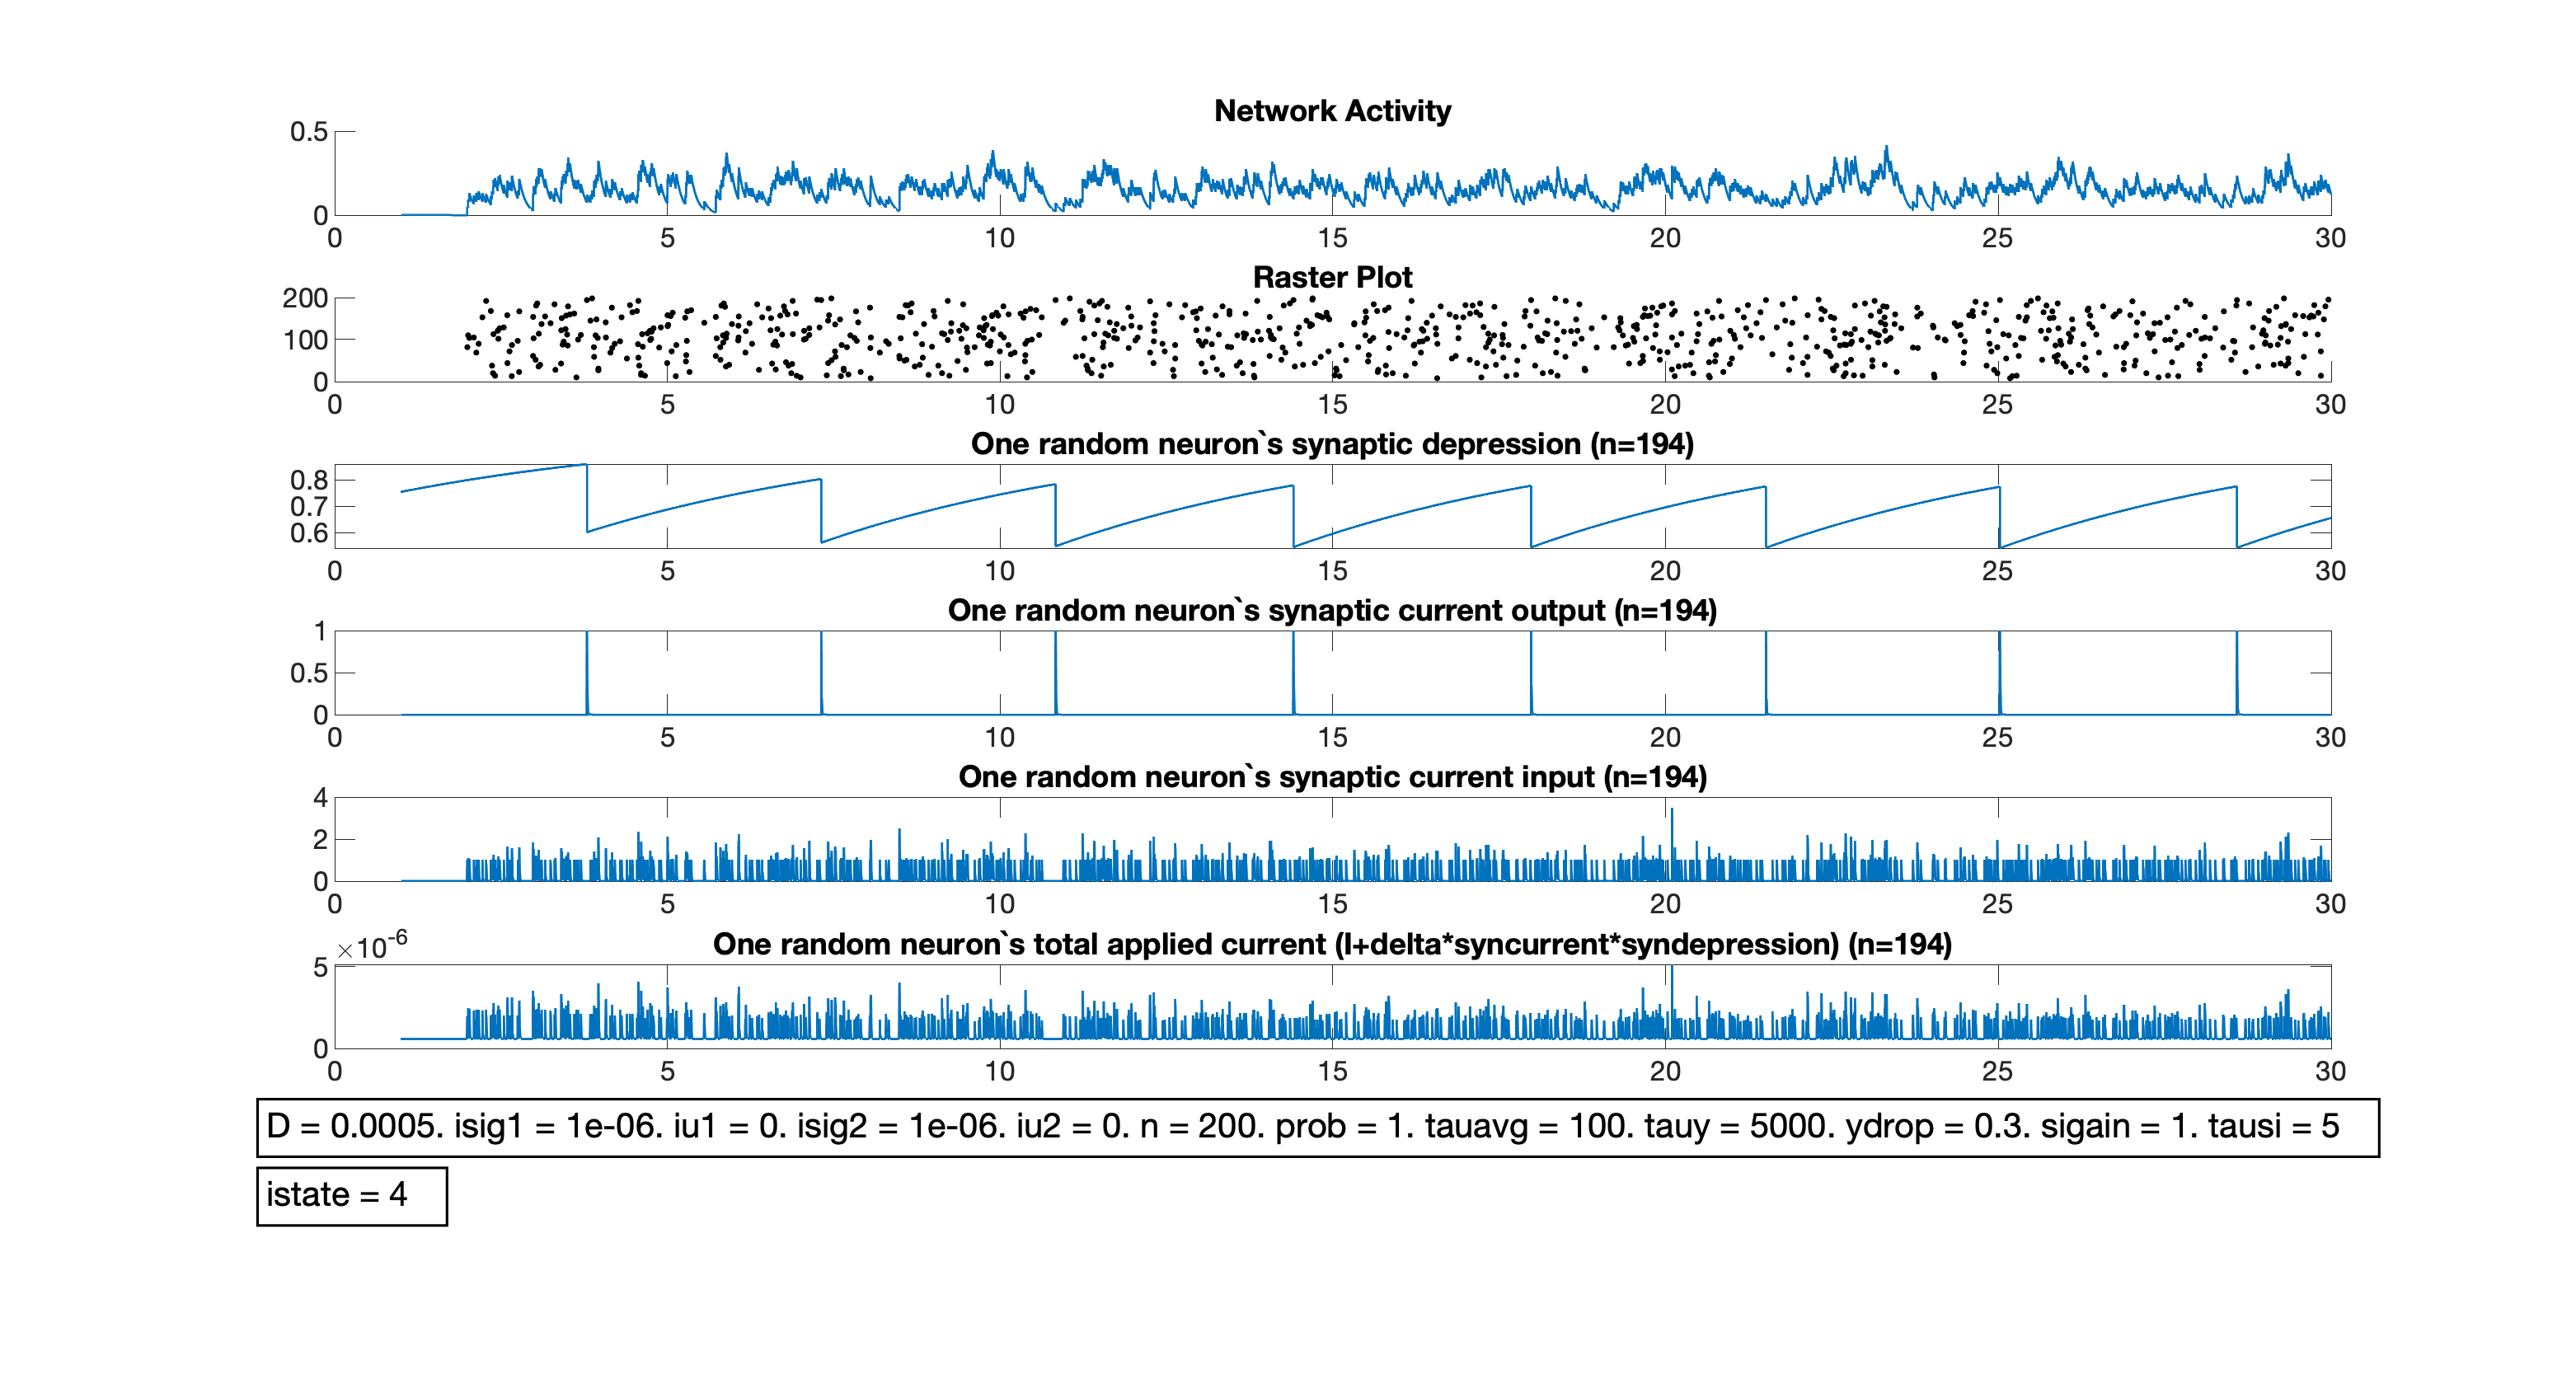 Network Activity
0.5
0
0 5 10 15 20 25 30
Raster Plot
200
100
0
0 5 10 15 20 25 30
One random neuron`s synaptic depression (n=194)
0.8
0.7
0.6
0 5 10 15 20 25 30
One random neuron`s synaptic current output (n=194)
1
0.5
0
0 5 10 15 20 25 30
One random neuron`s synaptic current input (n=194)
4
2
0
0 5 10 15 20 25 30
×10⁻⁶ One random neuron`s total applied current (I+delta*syncurrent*syndepression) (n=194)
5
0
0 5 10 15 20 25 30
D = 0.0005. isig1 = 1e-06. iu1 = 0. isig2 = 1e-06. iu2 = 0. n = 200. prob = 1. tauavg = 100. tauy = 5000. ydrop = 0.3. sigain = 1. tausi = 5
istate = 4